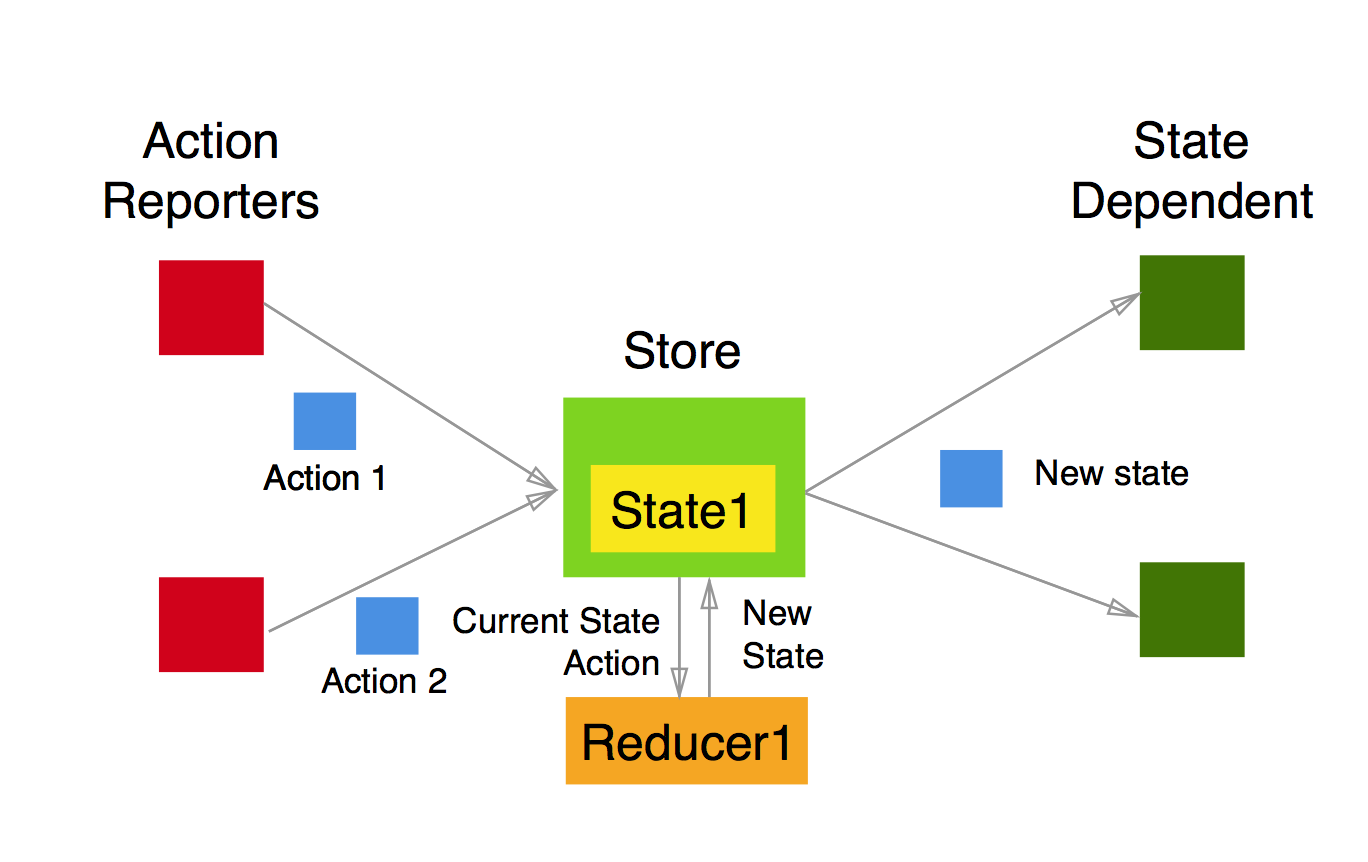 Action
Reporters
State
Dependent
Store
Action 1
State1
New state
Current State
Action
New
State
Action 2
Reducer1